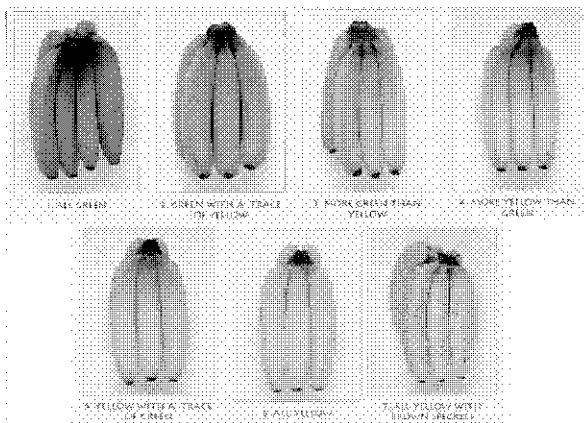 1. ALL GREEN
2. GREEN WITH A TRACE
OF YELLOW
3. MORE GREEN THAN
YELLOW
4. MORE YELLOW THAN
GREEN
5. YELLOW WITH A TRACE
OF GREEN
6. ALL YELLOW
7. ALL YELLOW WITH
BROWN SPECKLES